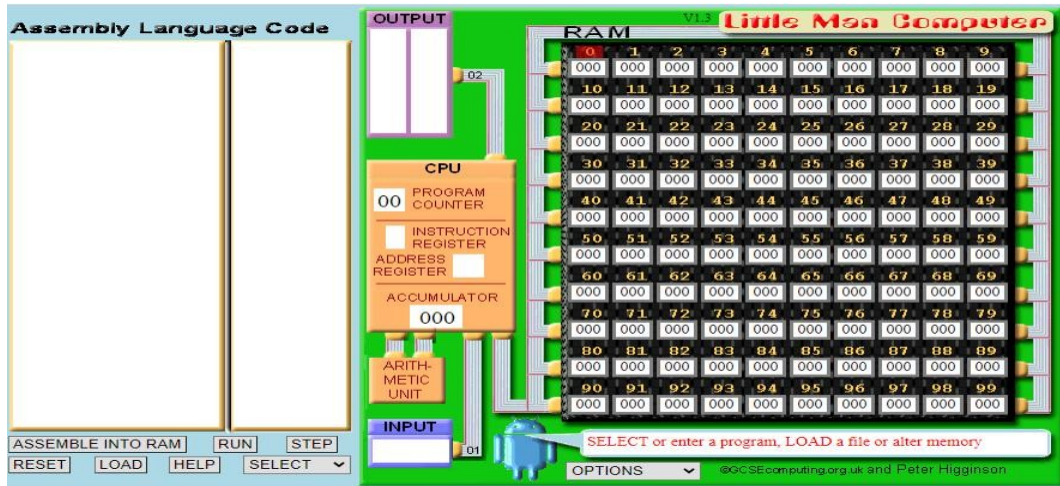 Assembly Language Code
OUTPUT
V1.3 Little Man Computer
RAM
0 1 2 3 4 5 6 7 8 9
000 000 000 000 000 000 000 000 000 000
02
10 11 12 13 14 15 16 17 18 19
000 000 000 000 000 000 000 000 000 000
20 21 22 23 24 25 26 27 28 29
000 000 000 000 000 000 000 000 000 000
CPU
30 31 32 33 34 35 36 37 38 39
000 000 000 000 000 000 000 000 000 000
00 PROGRAM
COUNTER
40 41 42 43 44 45 46 47 48 49
000 000 000 000 000 000 000 000 000 000
INSTRUCTION
REGISTER
50 51 52 53 54 55 56 57 58 59
000 000 000 000 000 000 000 000 000 000
ADDRESS
REGISTER
60 61 62 63 64 65 66 67 68 69
000 000 000 000 000 000 000 000 000 000
ACCUMULATOR
000
70 71 72 73 74 75 76 77 78 79
000 000 000 000 000 000 000 000 000 000
80 81 82 83 84 85 86 87 88 89
000 000 000 000 000 000 000 000 000 000
ARITH-
METIC
UNIT
90 91 92 93 94 95 96 97 98 99
000 000 000 000 000 000 000 000 000 000
INPUT
01
ASSEMBLE INTO RAM RUN STEP
RESET LOAD HELP SELECT
SELECT or enter a program, LOAD a file or alter memory
OPTIONS
©GCSEcomputing.org.uk and Peter Higginson